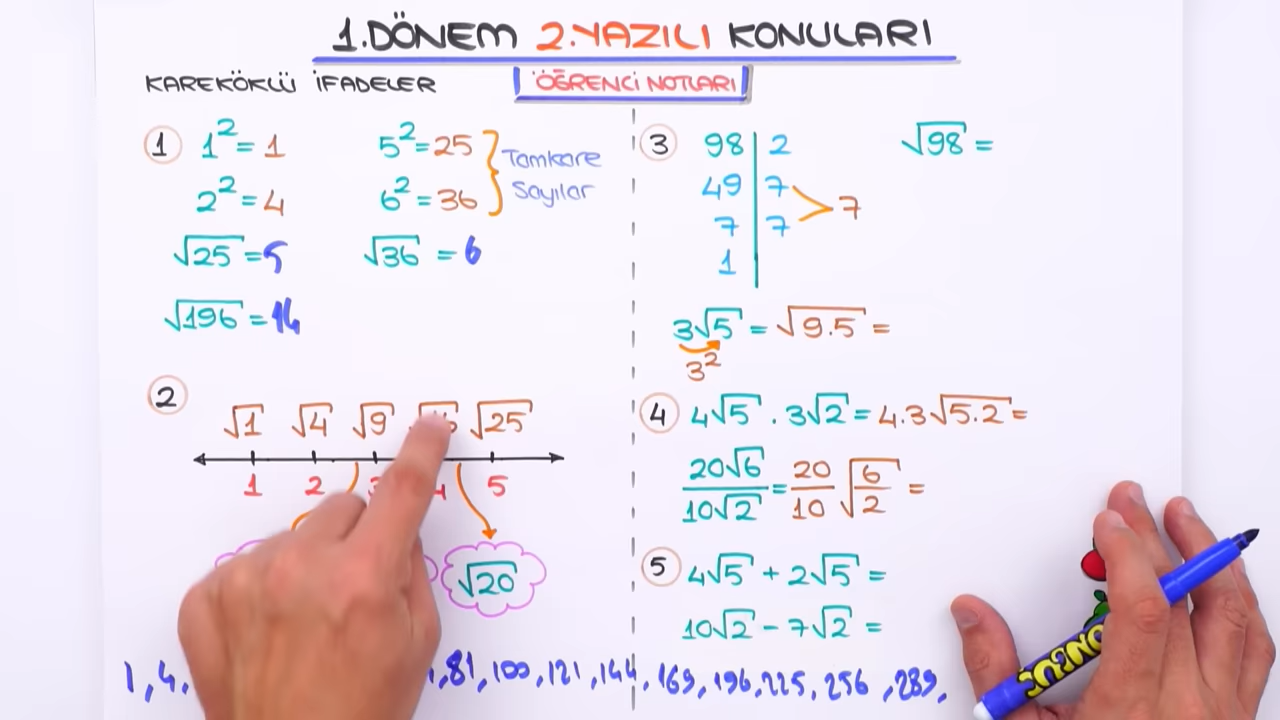 1.DÖNEM 2.YAZILI KONULARI
KAREKÖKLÜ İFADELER
ÖĞRENCİ NOTLARI
1
1² = 1
5² = 25
2² = 4
6² = 36
Tamkare
Sayılar
√25 = 5
√36 = 6
√196 = 14
2
√1 √4 √9 √25
1 2 3 4 5
√20
1, 4, 81, 100, 121, 144, 169, 196, 225, 256, 289,
3
98 | 2
49 | 7
7 | 7
1
7
√98 =
3√5 = √9.5 =
3²
4
4√5 . 3√2 = 4.3√5.2 =
20√6/10√2 = 20/10 √6/2 =
5
4√5 + 2√5 =
10√2 - 7√2 =